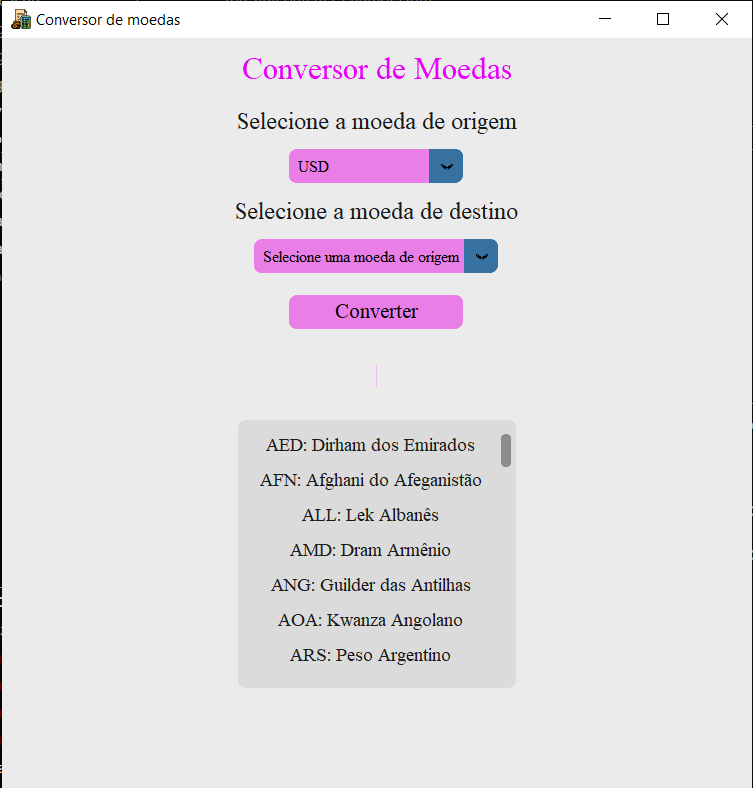 Conversor de moedas
Conversor de Moedas
Selecione a moeda de origem
USD
Selecione a moeda de destino
Selecione uma moeda de origem
Converter
AED: Dirham dos Emirados
AFN: Afghani do Afeganistão
ALL: Lek Albanês
AMD: Dram Armênio
ANG: Guilder das Antilhas
AOA: Kwanza Angolano
ARS: Peso Argentino